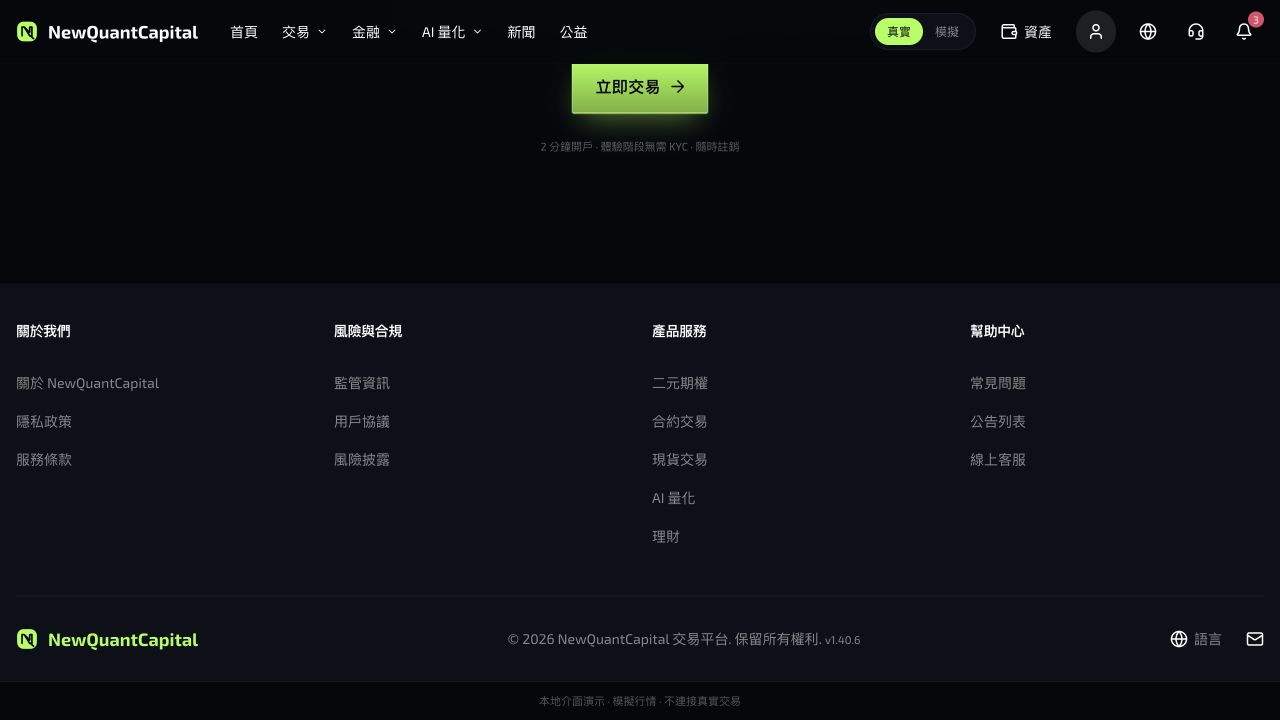 NewQuantCapital 首頁 交易 金融 AI 量化 新聞 公益 真實 模擬 資產 3
立即交易 →
2 分鐘開戶 · 體驗階段無需 KYC · 隨時註銷
關於我們 風險與合規 產品服務 幫助中心
關於 NewQuantCapital 監管資訊 二元期權 常見問題
隱私政策 用戶協議 合約交易 公告列表
服務條款 風險披露 現貨交易 線上客服
AI 量化
理財
NewQuantCapital © 2026 NewQuantCapital 交易平台. 保留所有權利. v1.40.6 語言
本地介面演示 · 模擬行情 · 不連接真實交易